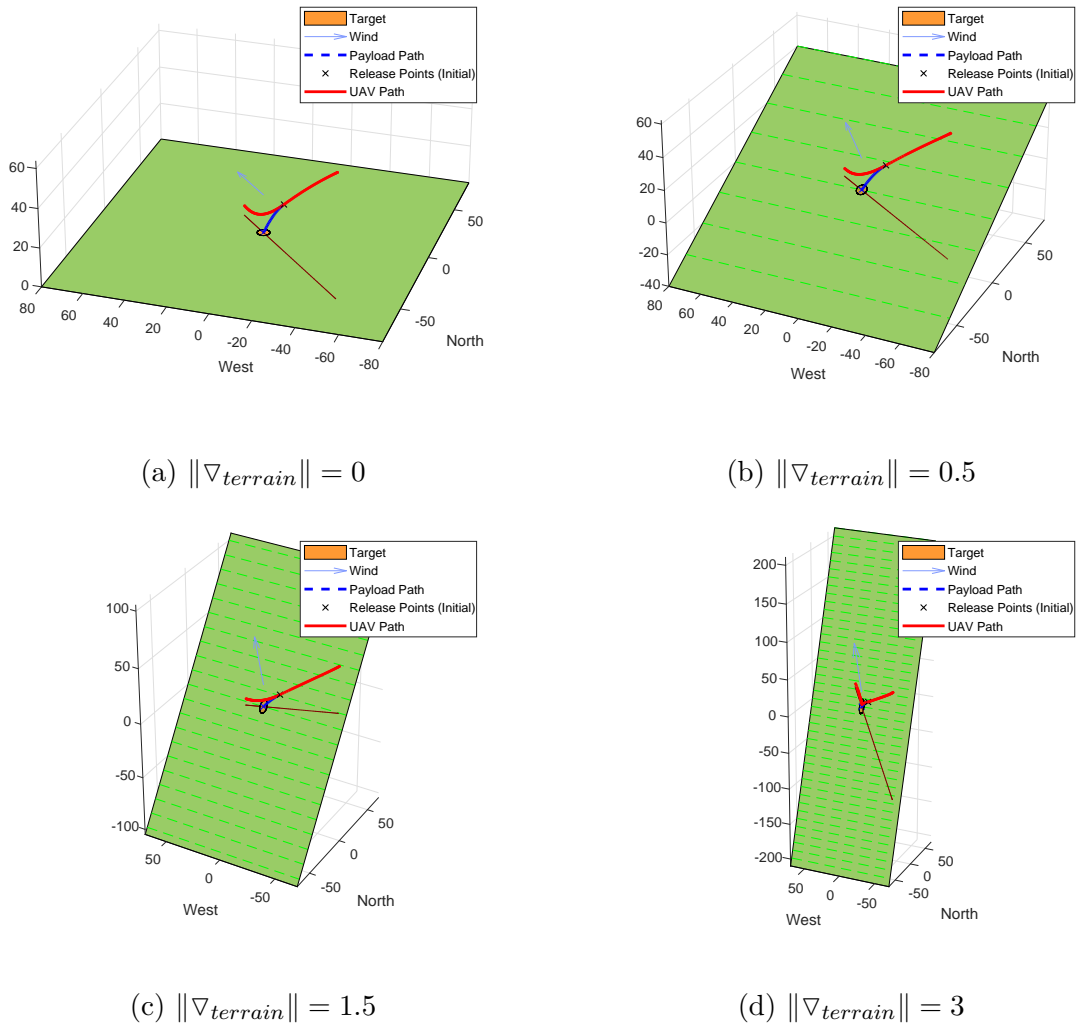 Target
Wind
Payload Path
Release Points (Initial)
UAV Path
60
40
20
0
80
60
40
20
0
-20
-40
-60
-80
West
50
0
-50
North
(a) ‖▽terrain‖ = 0
Target
Wind
Payload Path
Release Points (Initial)
UAV Path
60
40
20
0
-20
-40
80
60
40
20
0
-20
-40
-60
-80
West
50
0
-50
North
(b) ‖▽terrain‖ = 0.5
Target
Wind
Payload Path
Release Points (Initial)
UAV Path
100
50
0
-50
-100
50
0
-50
West
50
0
-50
North
(c) ‖▽terrain‖ = 1.5
Target
Wind
Payload Path
Release Points (Initial)
UAV Path
200
150
100
50
0
-50
-100
-150
-200
50
0
-50
West
50
0
-50
North
(d) ‖▽terrain‖ = 3